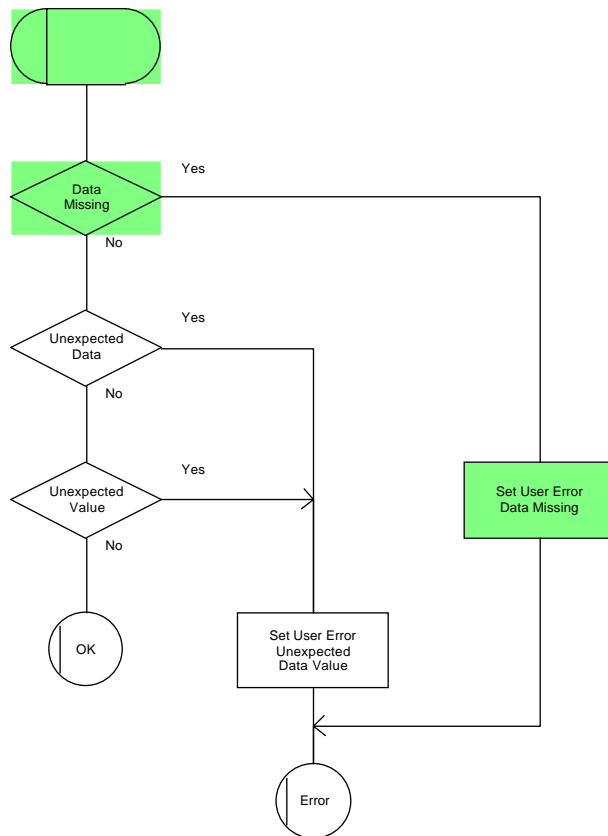 Yes
Data
Missing
No
Yes
Unexpected
Data
No
Yes
Unexpected
Value
No
Set User Error
Data Missing
OK
Set User Error
Unexpected
Data Value
Error